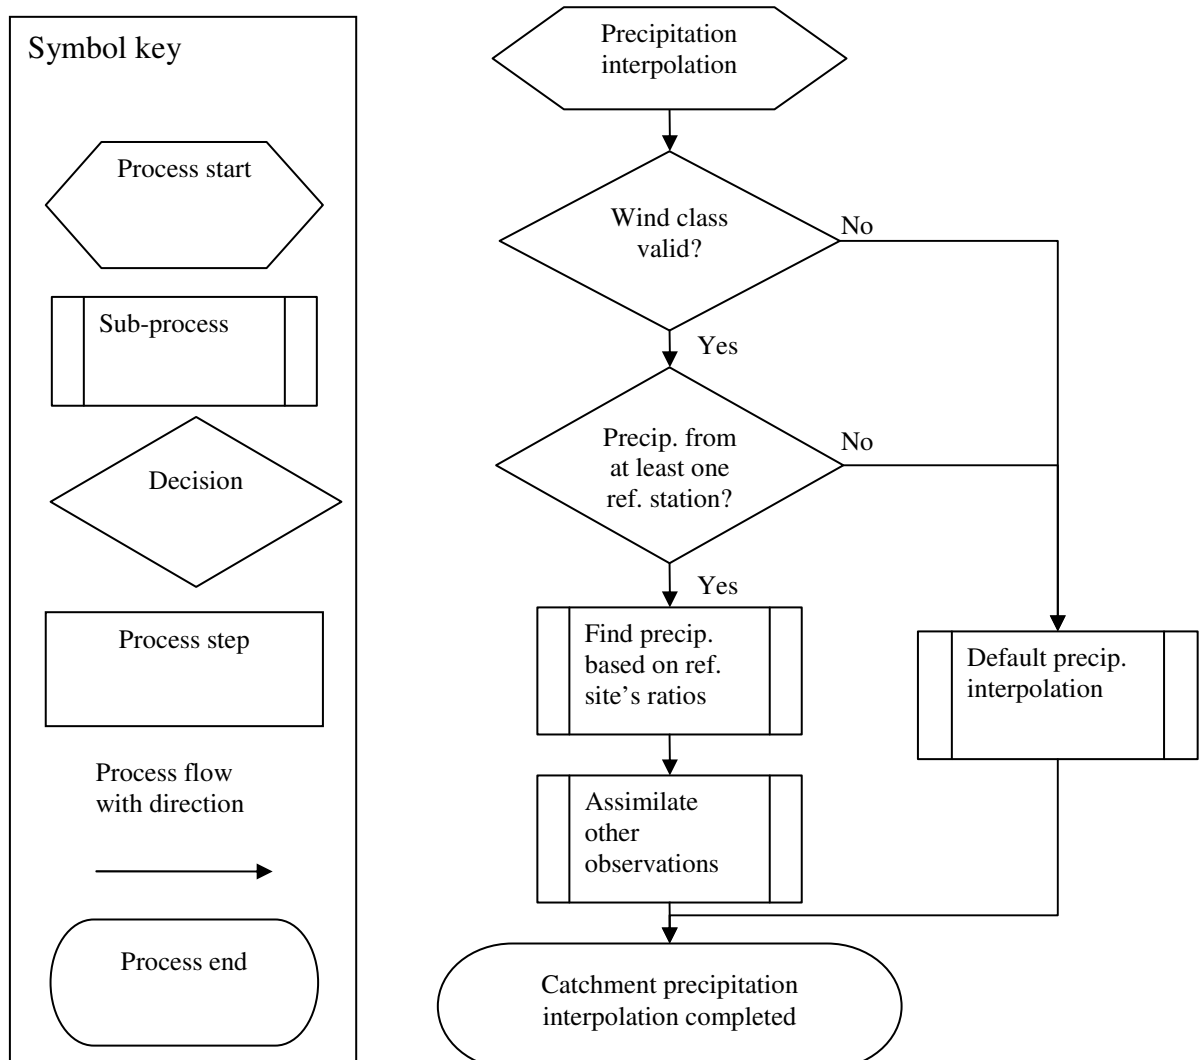 Symbol key
Process start
Sub-process
Decision
Process step
Process flow
with direction
Process end
Precipitation
interpolation
Wind class
valid?
No
Yes
Precip. from
at least one
ref. station?
No
Yes
Find precip.
based on ref.
site's ratios
Default precip.
interpolation
Assimilate
other
observations
Catchment precipitation
interpolation completed